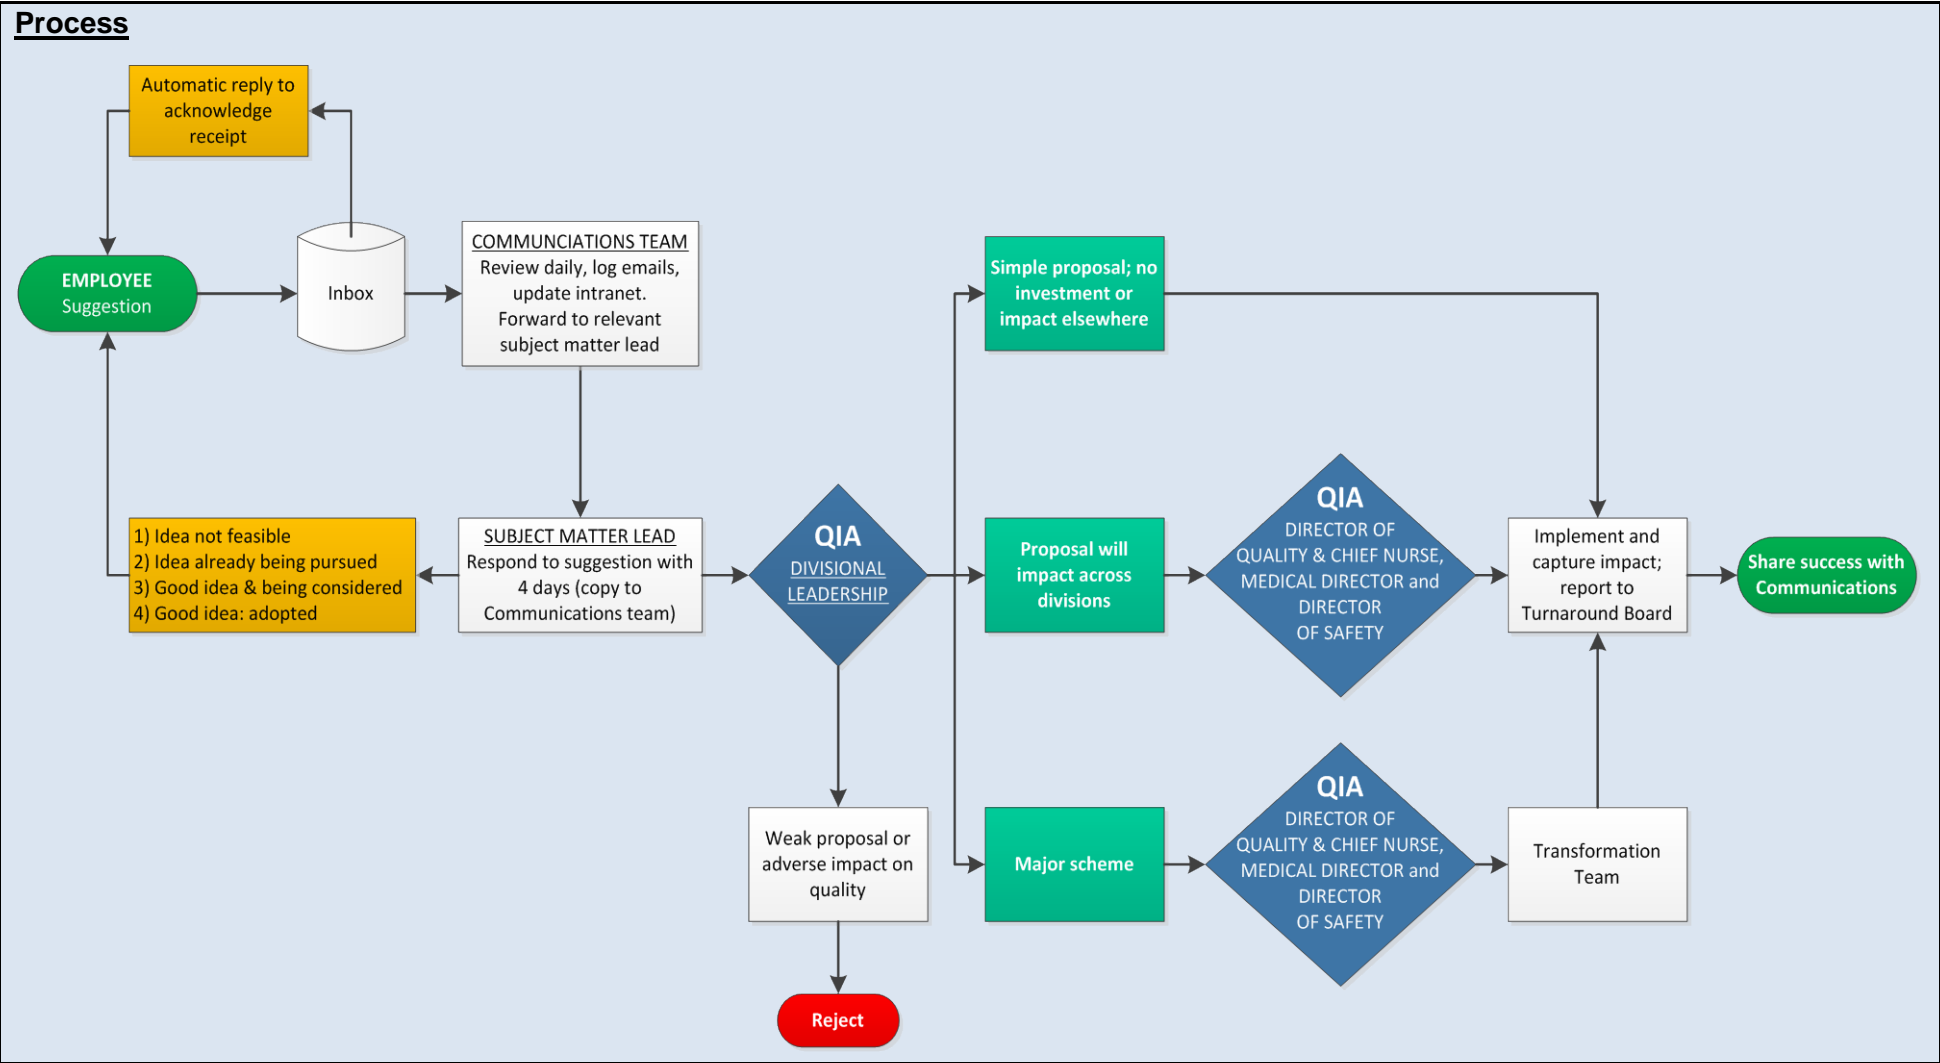 Process
Automatic reply to
acknowledge
receipt
EMPLOYEE
Suggestion
Inbox
COMMUNCIATIONS TEAM
Review daily, log emails,
update intranet.
Forward to relevant
subject matter lead
Simple proposal; no
investment or
impact elsewhere
1) Idea not feasible
2) Idea already being pursued
3) Good idea & being considered
4) Good idea: adopted
SUBJECT MATTER LEAD
Respond to suggestion with
4 days (copy to
Communications team)
QIA
DIVISIONAL
LEADERSHIP
Proposal will
impact across
divisions
QIA
DIRECTOR OF
QUALITY & CHIEF NURSE,
MEDICAL DIRECTOR and
DIRECTOR
OF SAFETY
Implement and
capture impact;
report to
Turnaround Board
Share success with
Communications
Weak proposal or
adverse impact on
quality
Major scheme
QIA
DIRECTOR OF
QUALITY & CHIEF NURSE,
MEDICAL DIRECTOR and
DIRECTOR
OF SAFETY
Transformation
Team
Reject